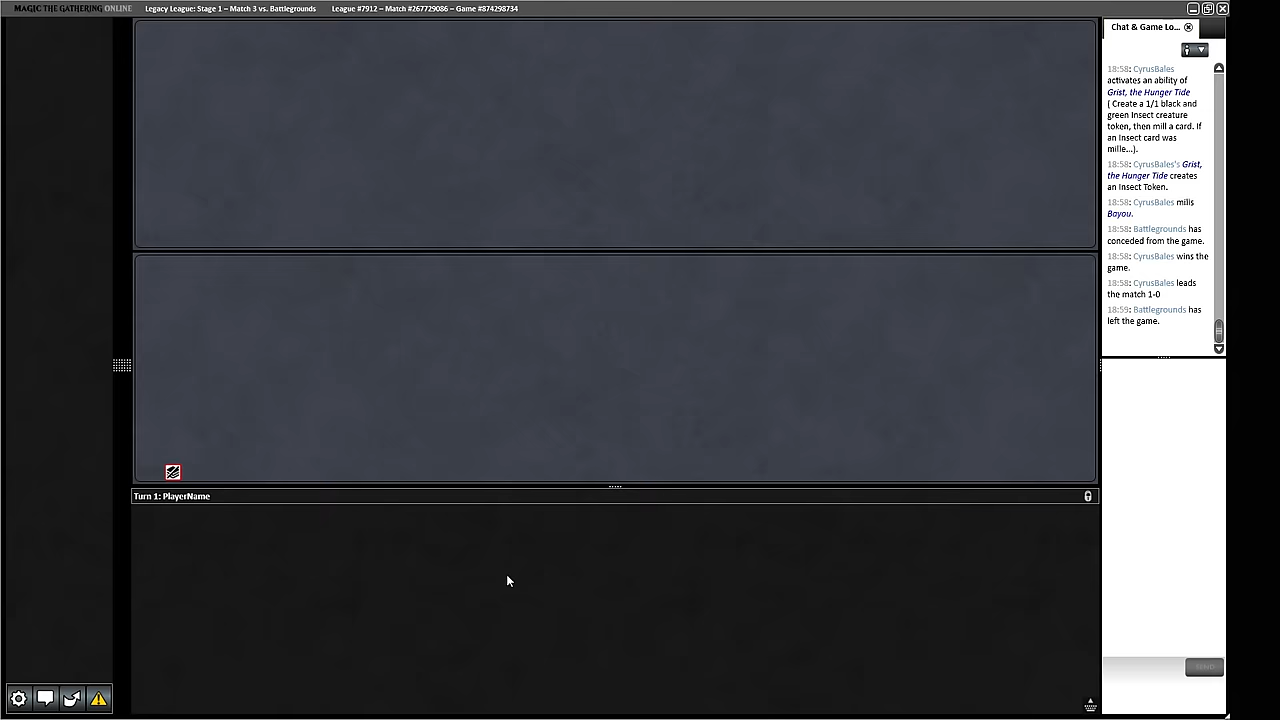 MAGIC THE GATHERING ONLINE Legacy League: Stage 1 – Match 3 vs. Battlegrounds League #7912 – Match #267729086 – Game #874298734
Chat & Game Lo...
18:58: CyrusBales
activates an ability of
Grist, the Hunger Tide
( Create a 1/1 black and
green Insect creature
token, then mill a card. If
an Insect card was
mille...).
18:58: CyrusBales's Grist,
the Hunger Tide creates
an Insect Token.
18:58: CyrusBales mills
Bayou.
18:58: Battlegrounds has
conceded from the game.
18:58: CyrusBales wins the
game.
18:58: CyrusBales leads
the match 1-0
18:59: Battlegrounds has
left the game.
Turn 1: PlayerName
SEND